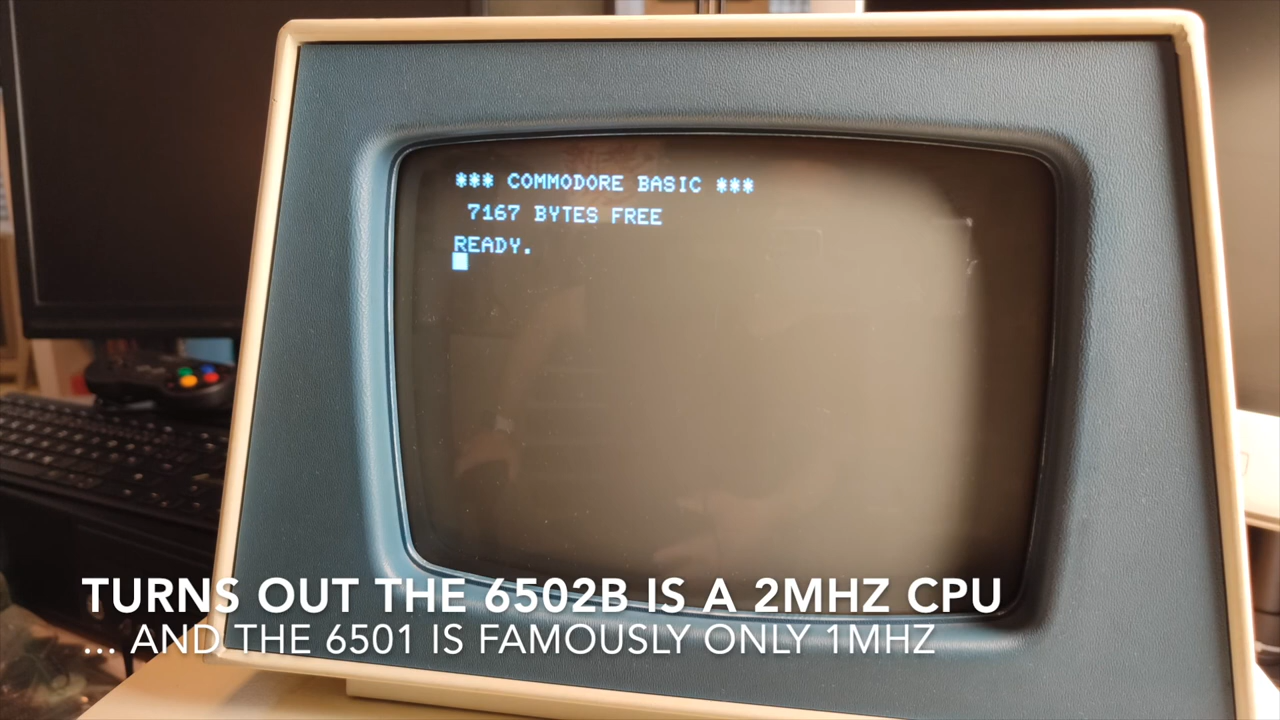 *** COMMODORE BASIC ***
7167 BYTES FREE
READY.
TURNS OUT THE 6502B IS A 2MHZ CPU
... AND THE 6501 IS FAMOUSLY ONLY 1MHZ